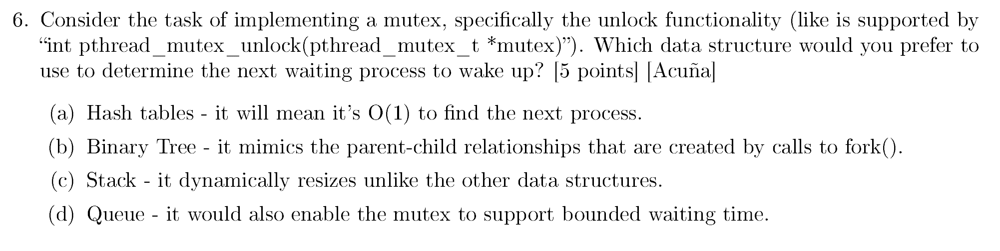 6. Consider the task of implementing a mutex, specifically the unlock functionality (like is supported by
“int pthread_mutex_unlock(pthread_mutex_t *mutex)”). Which data structure would you prefer to
use to determine the next waiting process to wake up? [5 points] [Acuña]
(a) Hash tables - it will mean it's O(1) to find the next process.
(b) Binary Tree - it mimics the parent-child relationships that are created by calls to fork().
(c) Stack - it dynamically resizes unlike the other data structures.
(d) Queue - it would also enable the mutex to support bounded waiting time.